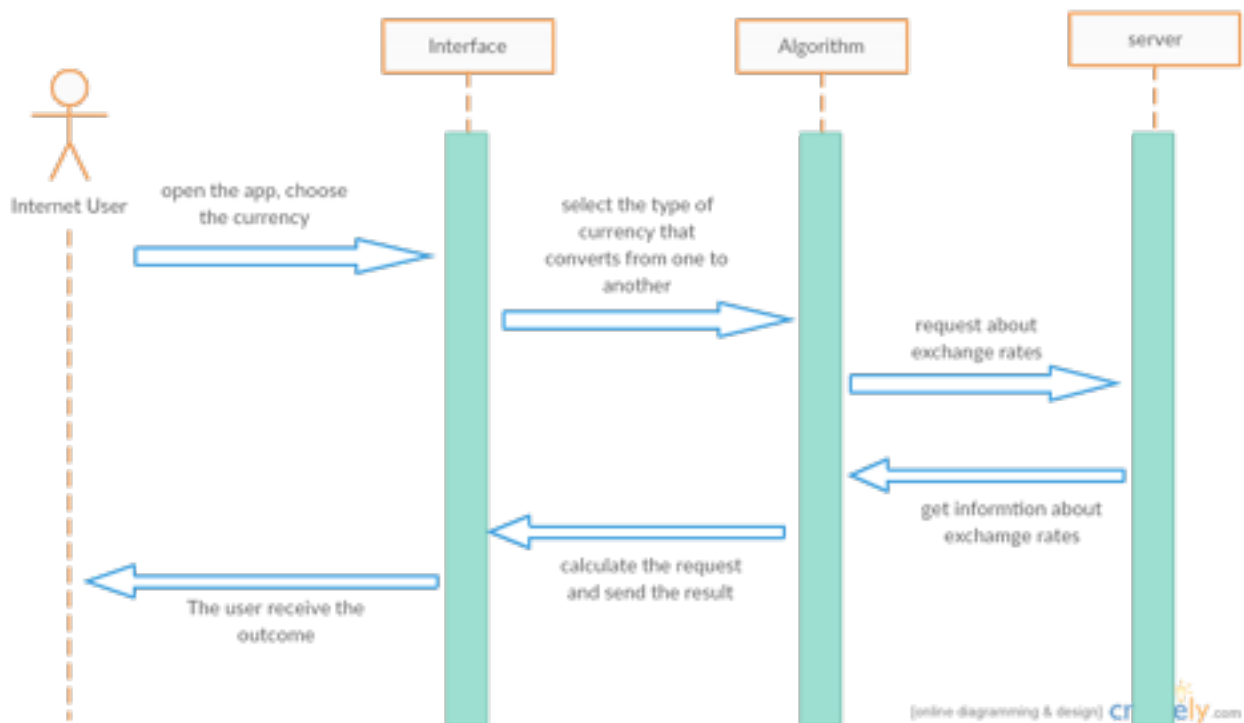 Interface
Algorithm
server
Internet User
open the app, choose
the currency
select the type of
currency that
converts from one to
another
request about
exchange rates
get informtion about
exchamge rates
calculate the request
and send the result
The user receive the
outcome
[online diagramming & design]
.com